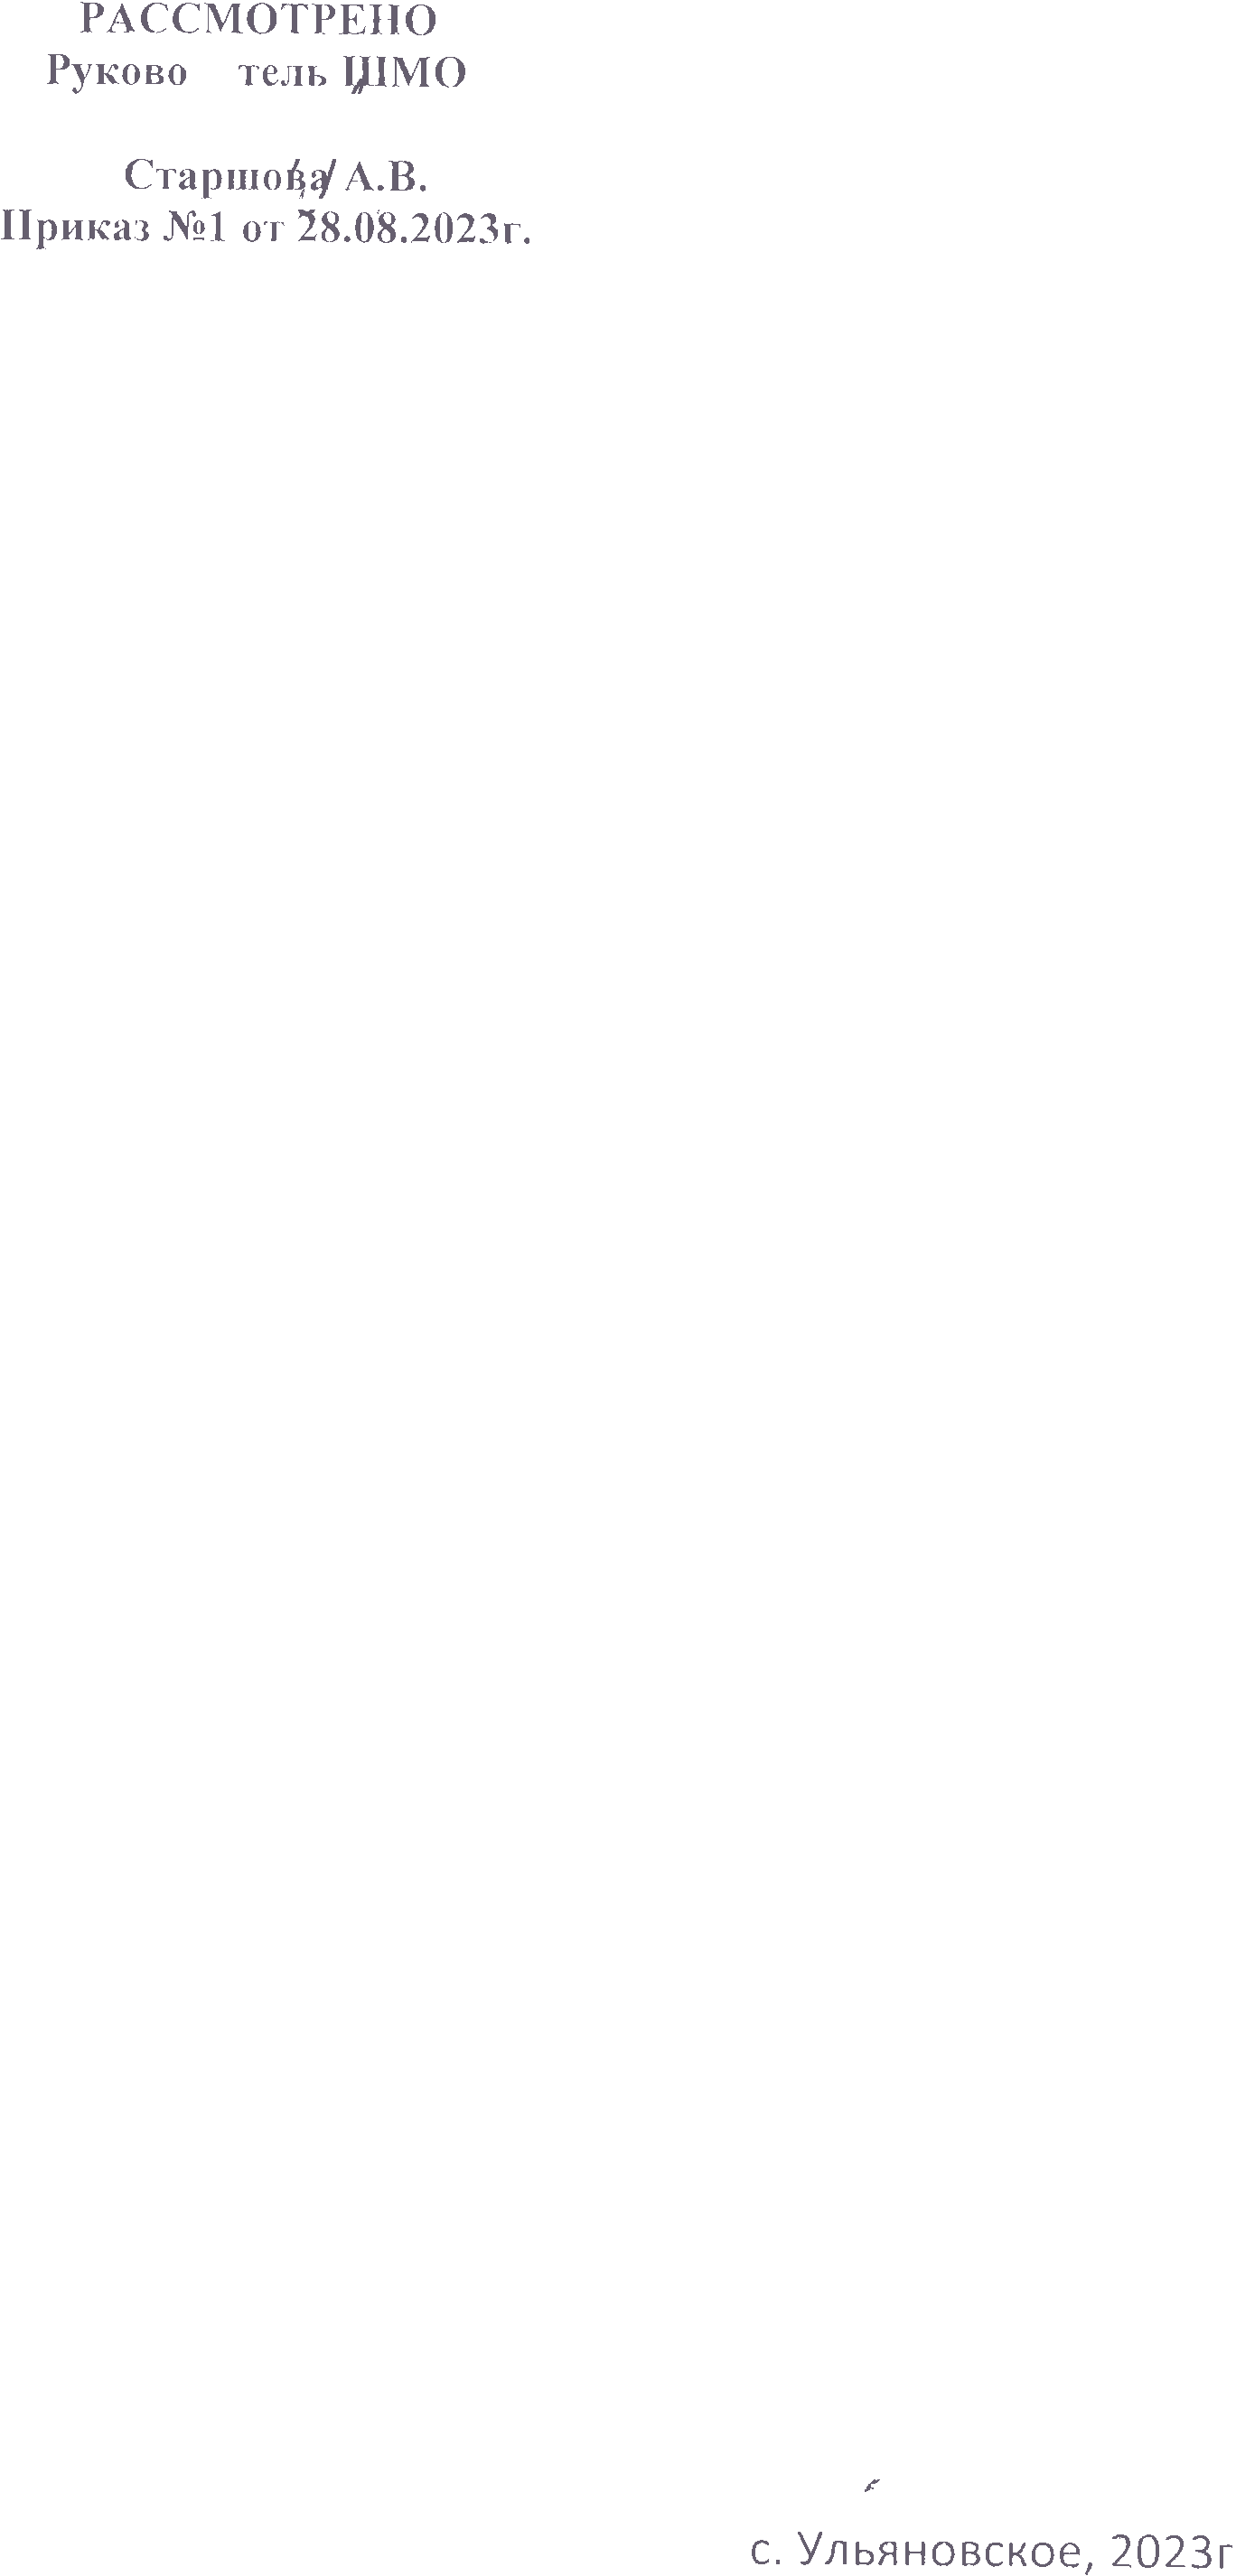 РАССМОТРЕНО
Руково тель ШМО
Старшова А.В.
Приказ №1 от 28.08.2023г.
с. Ульяновское, 2023г